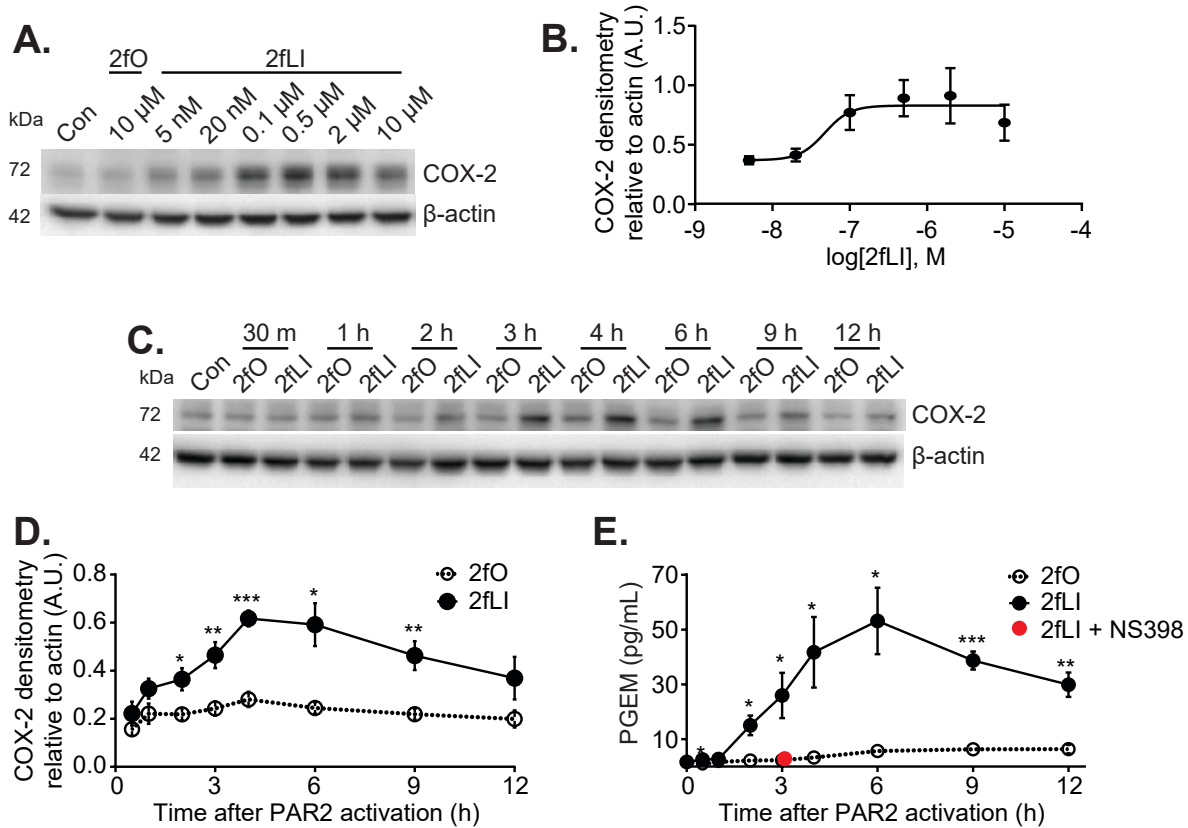 A.
2fO 2fLI
kDa Con 10 µM 5 nM 20 nM 0.1 µM 0.5 µM 2 µM 10 µM
72 COX-2
42 β-actin
B.
COX-2 densitometry
relative to actin (A.U.)
1.5
1.0
0.5
0.0
-9 -8 -7 -6 -5 -4
log[2fLI], M
C.
30 m 1 h 2 h 3 h 4 h 6 h 9 h 12 h
kDa Con 2fO 2fLI 2fO 2fLI 2fO 2fLI 2fO 2fLI 2fO 2fLI 2fO 2fLI 2fO 2fLI 2fO 2fLI
72 COX-2
42 β-actin
D.
COX-2 densitometry
relative to actin (A.U.)
0.8
0.6
0.4
0.2
0.0
2fO
2fLI
* ** *** * **
0 3 6 9 12
Time after PAR2 activation (h)
E.
PGEM (pg/mL)
70
50
30
10
2fO
2fLI
2fLI + NS398
* * * * * *** **
0 3 6 9 12
Time after PAR2 activation (h)